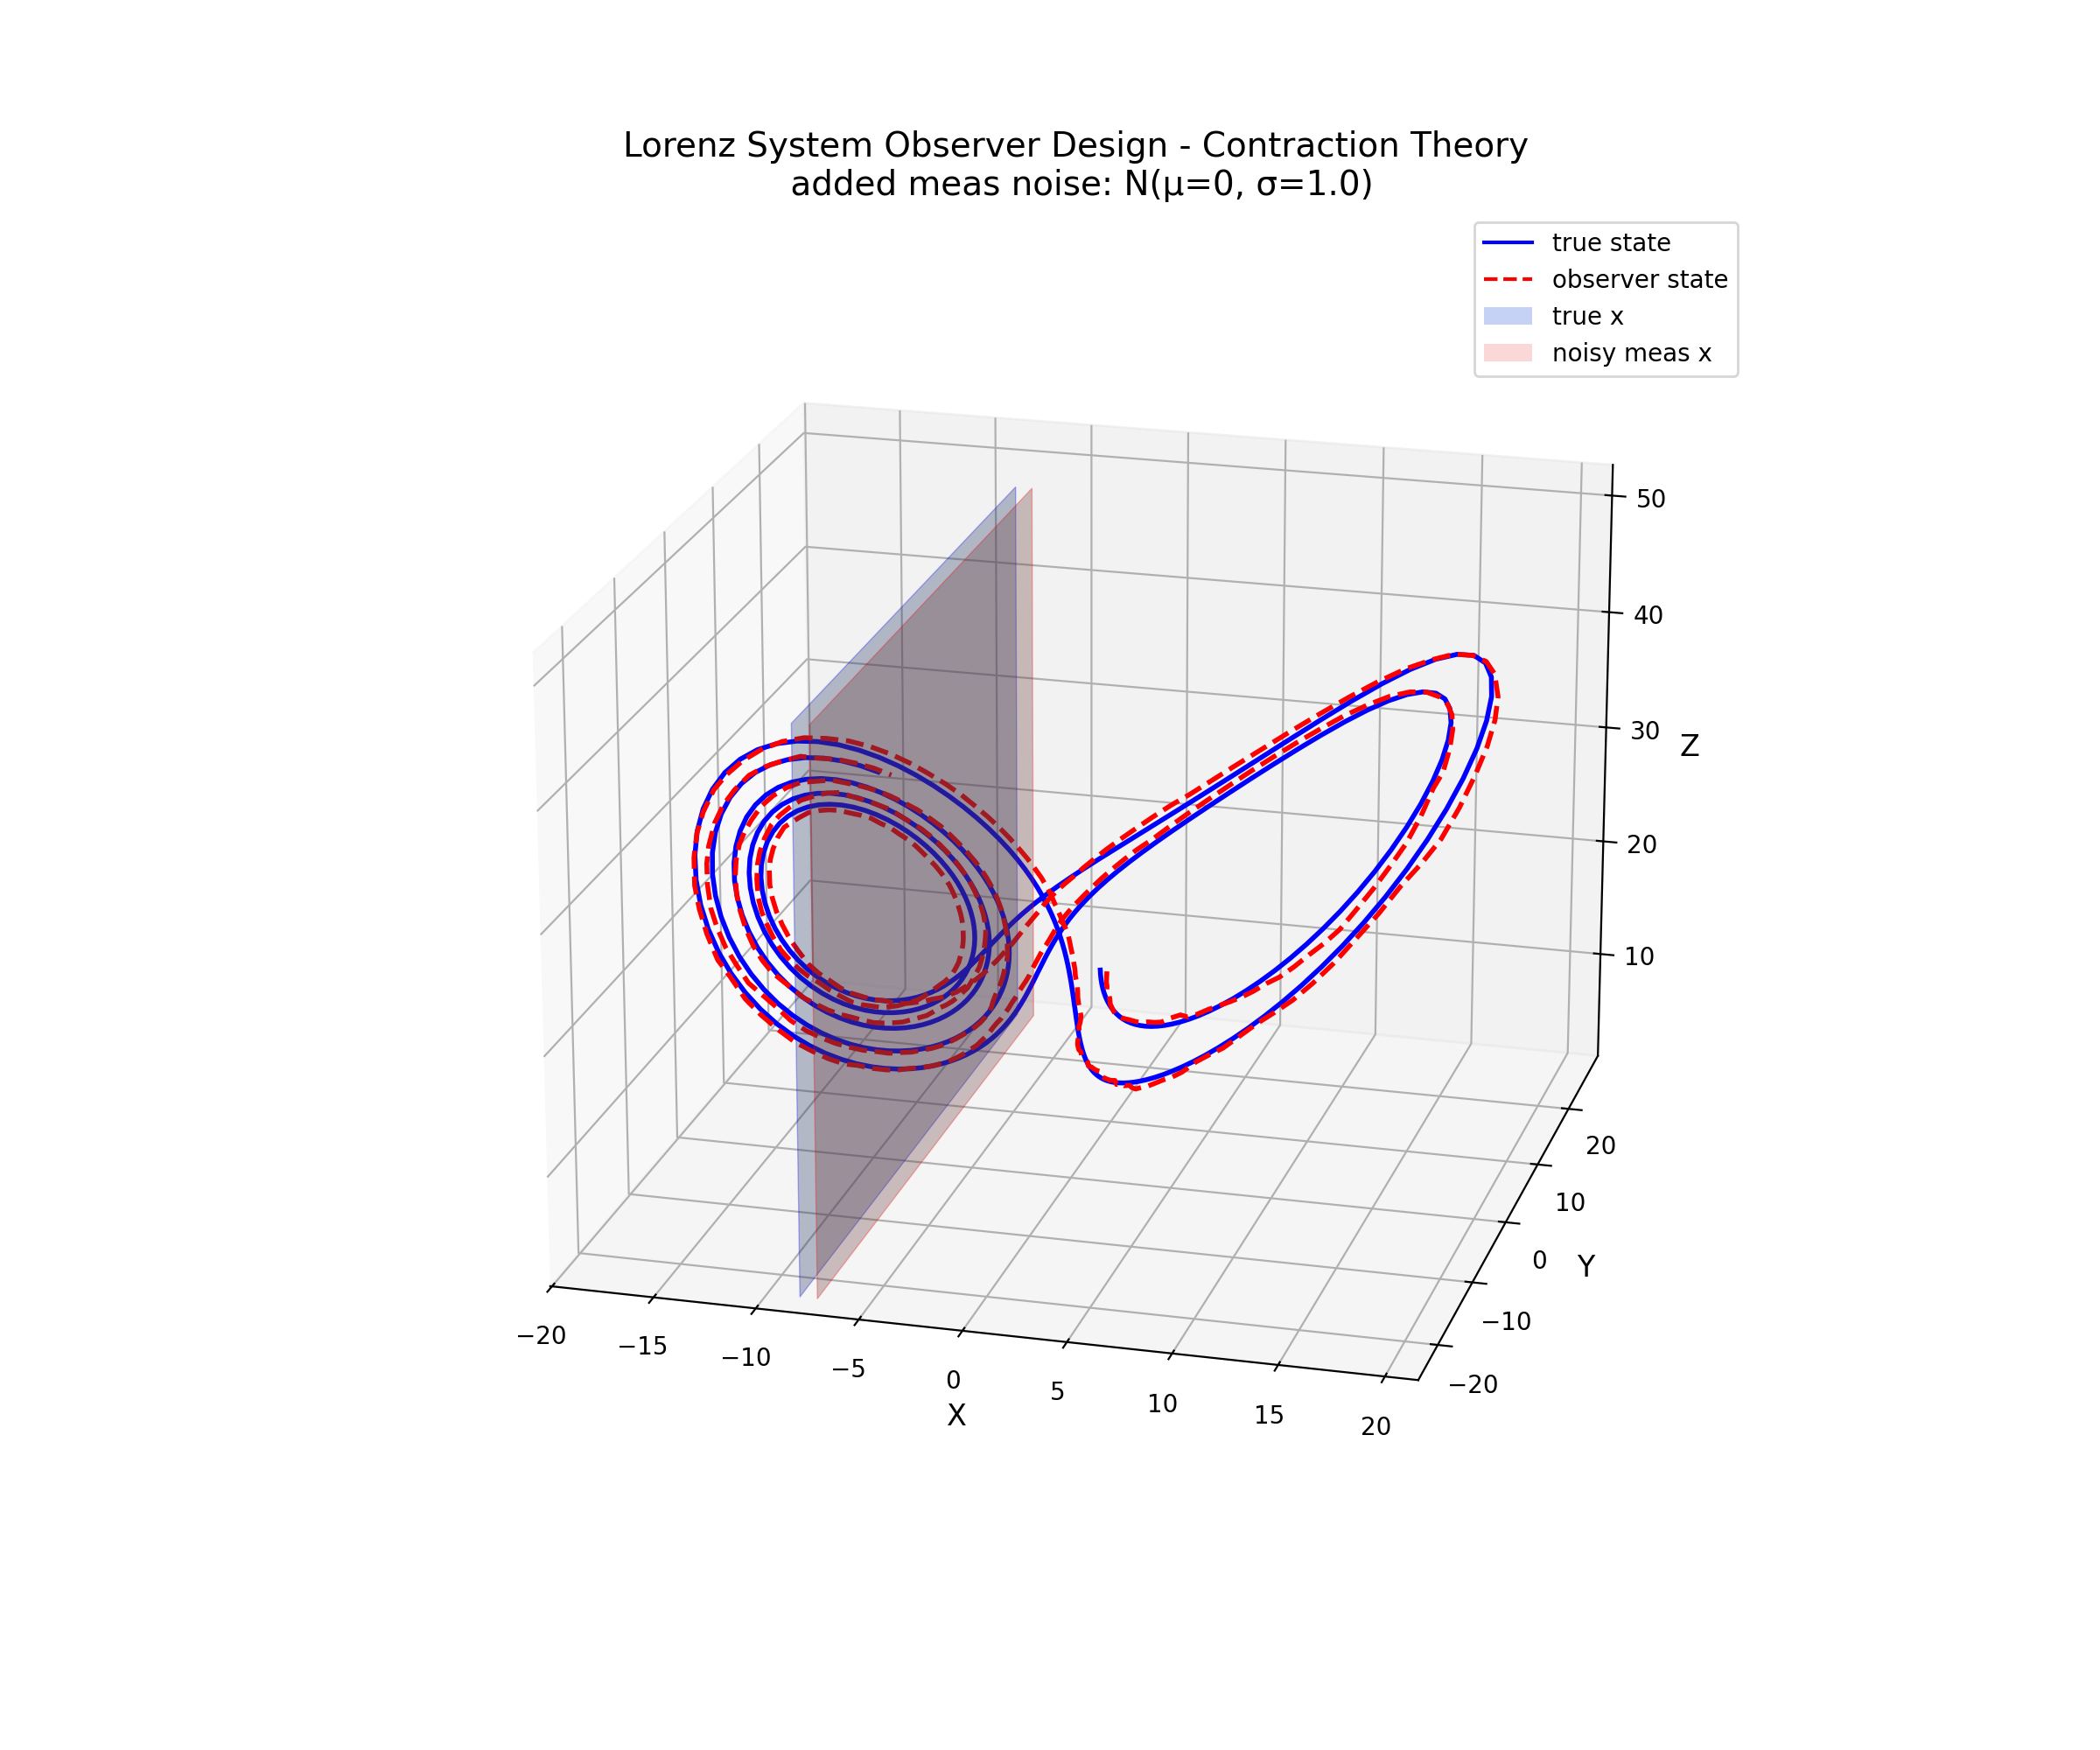 Lorenz System Observer Design - Contraction Theory
added meas noise: N(μ=0, σ=1.0)
true state
observer state
true x
noisy meas x
50
40
30
Z
20
10
20
10
0
Y
−10
−20
−20
−15
−10
−5
0
5
10
15
20
X